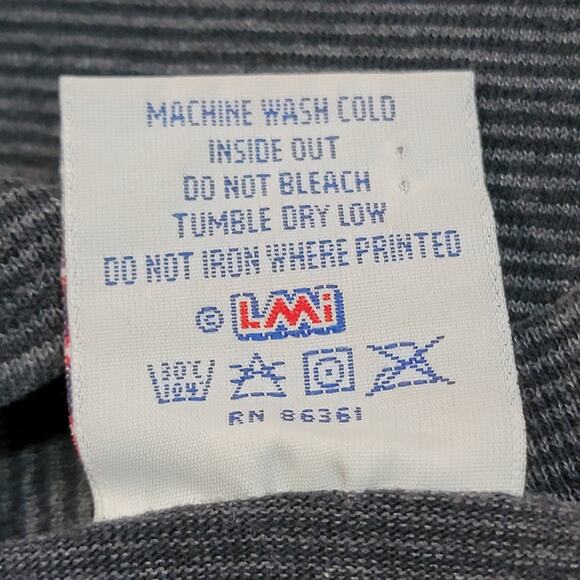 MACHINE WASH COLD
INSIDE OUT
DO NOT BLEACH
TUMBLE DRY LOW
DO NOT IRON WHERE PRINTED
© LMi
30°C
RN 86361